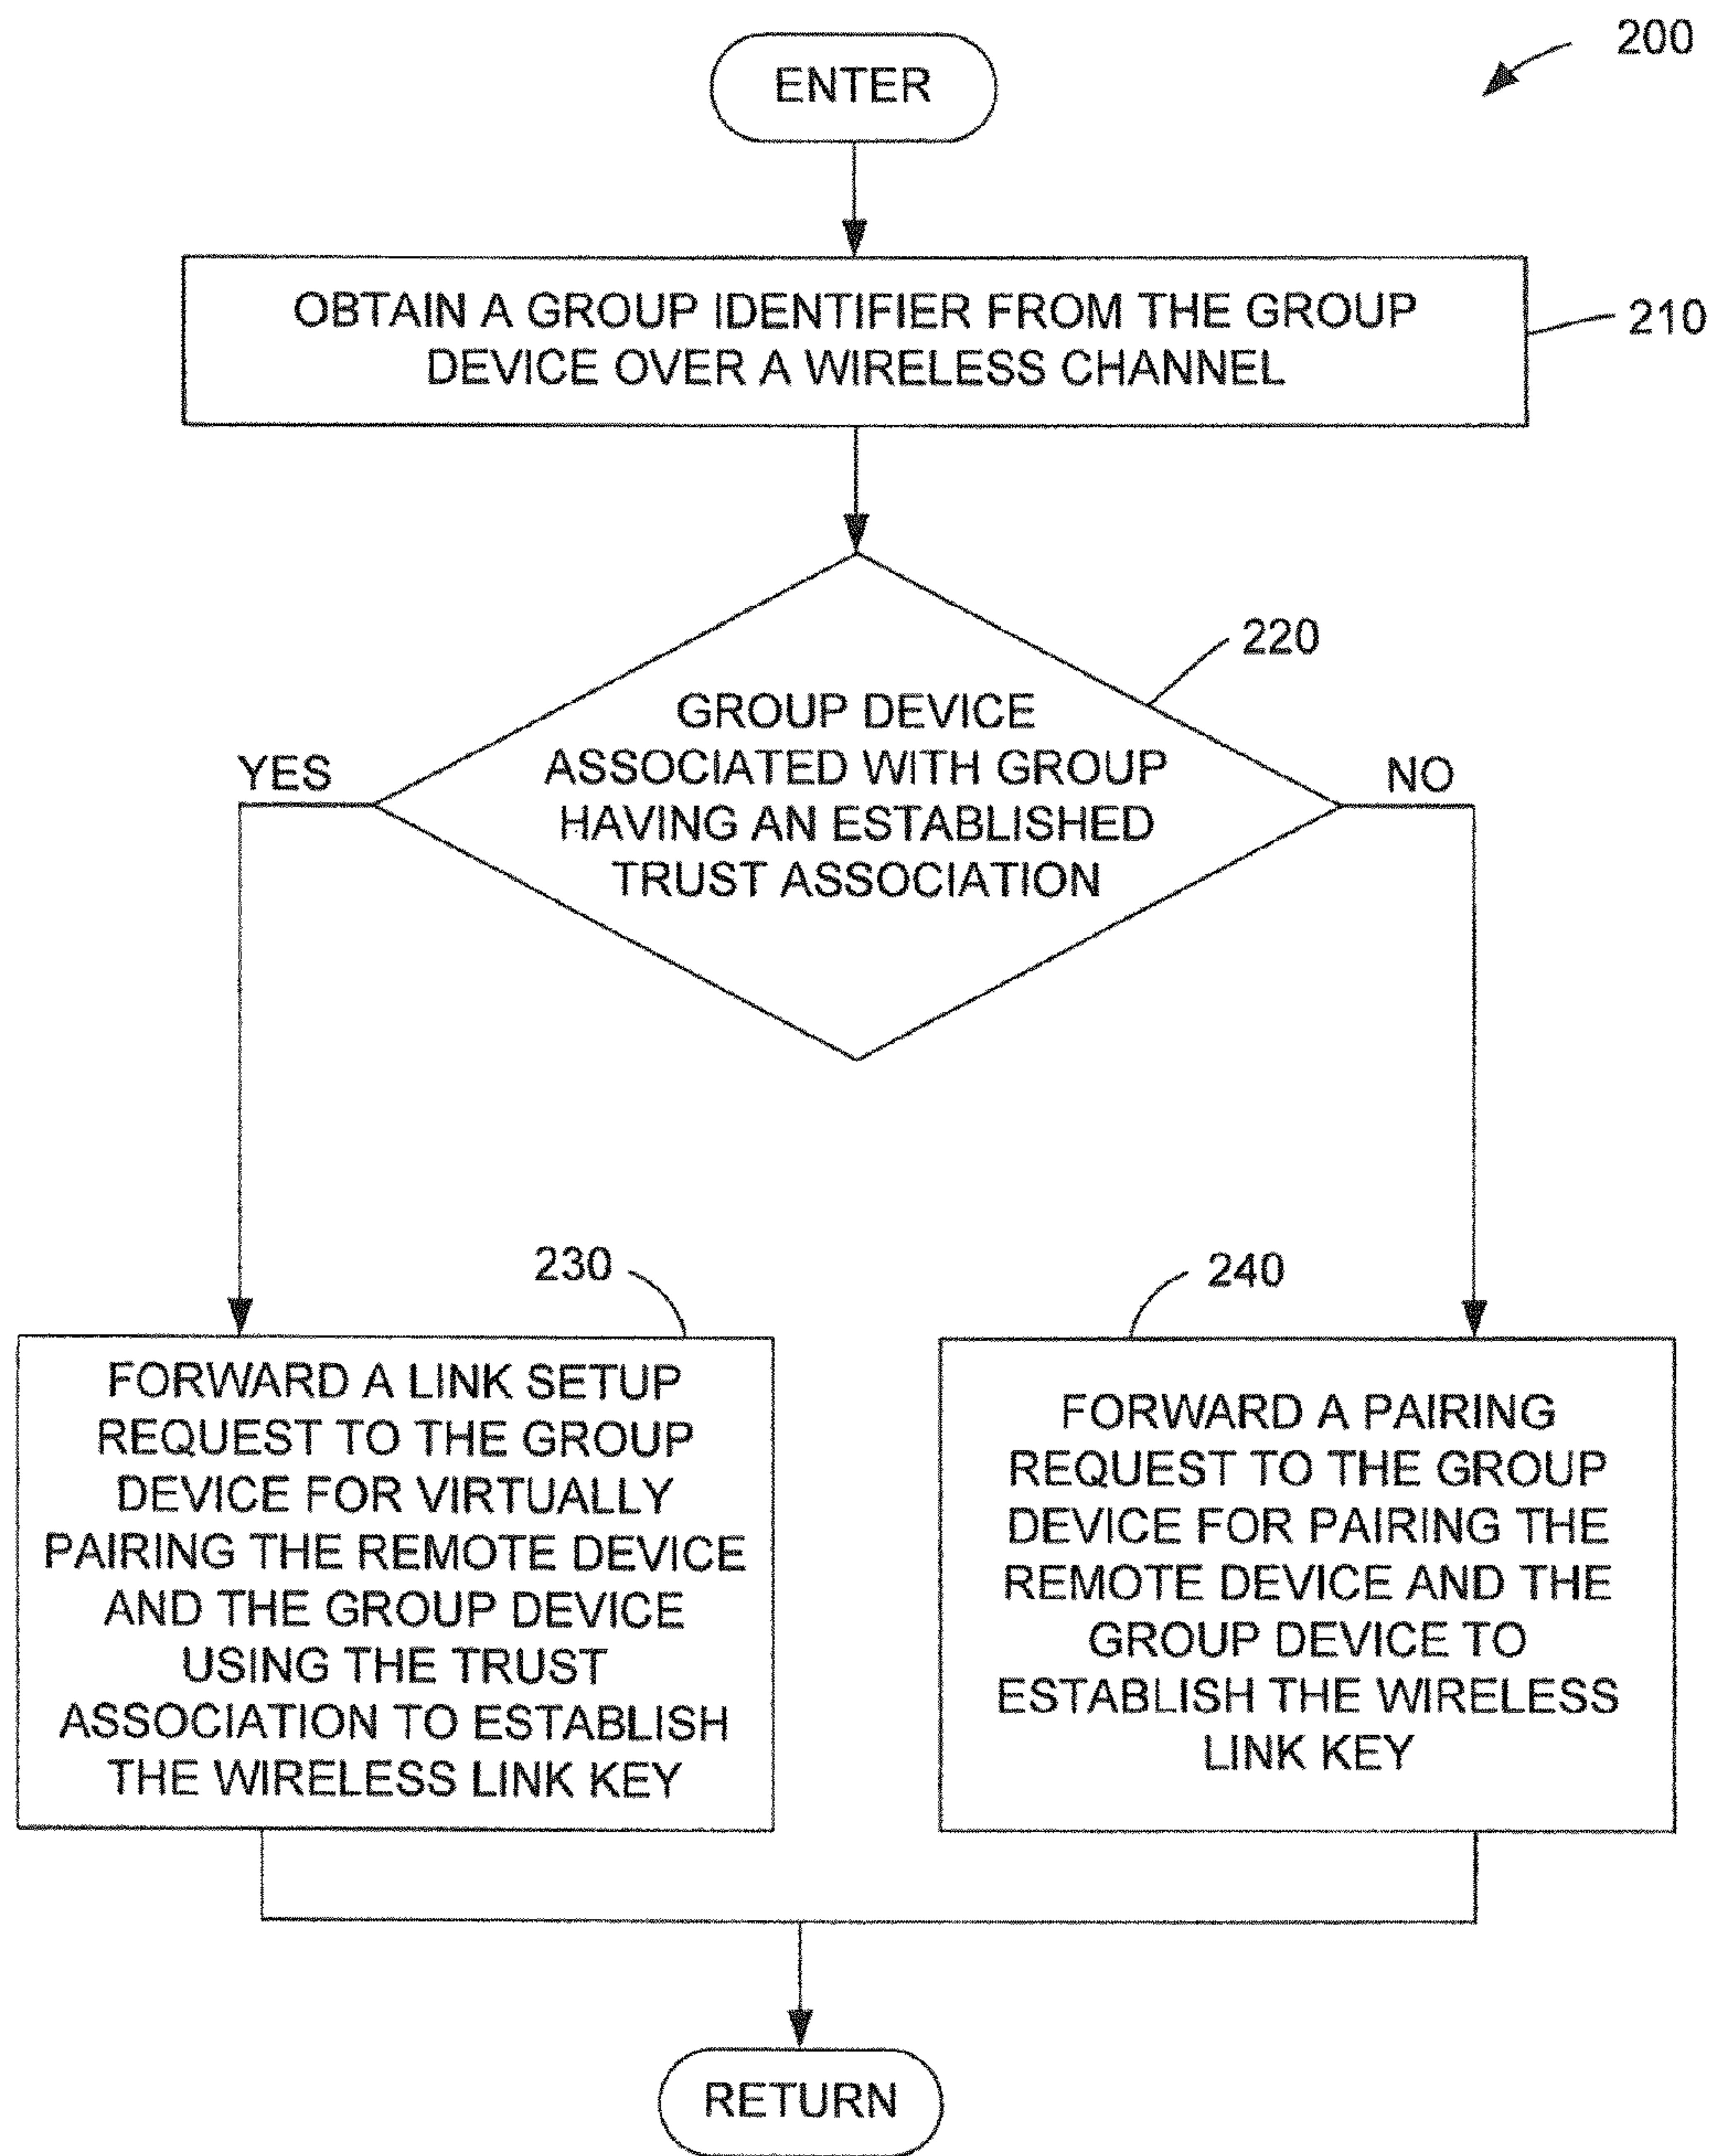 200
ENTER
OBTAIN A GROUP IDENTIFIER FROM THE GROUP
DEVICE OVER A WIRELESS CHANNEL
210
220
GROUP DEVICE
ASSOCIATED WITH GROUP
HAVING AN ESTABLISHED
TRUST ASSOCIATION
YES
NO
230
FORWARD A LINK SETUP
REQUEST TO THE GROUP
DEVICE FOR VIRTUALLY
PAIRING THE REMOTE DEVICE
AND THE GROUP DEVICE
USING THE TRUST
ASSOCIATION TO ESTABLISH
THE WIRELESS LINK KEY
240
FORWARD A PAIRING
REQUEST TO THE GROUP
DEVICE FOR PAIRING THE
REMOTE DEVICE AND THE
GROUP DEVICE TO
ESTABLISH THE WIRELESS
LINK KEY
RETURN